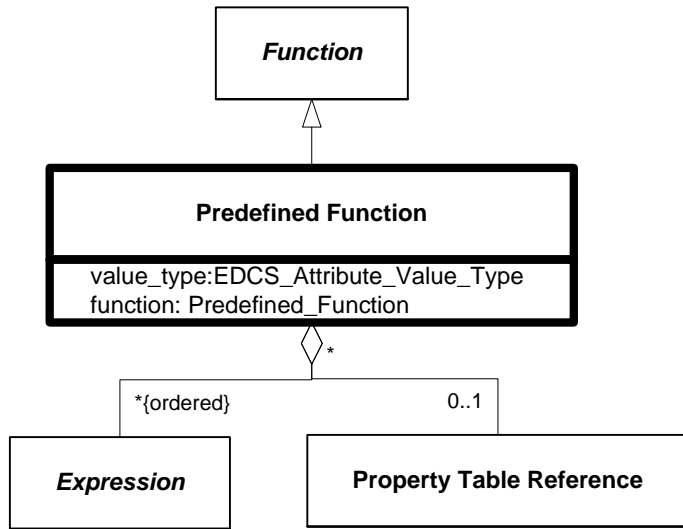 Function
Predefined Function
value_type:EDCS_Attribute_Value_Type
function: Predefined_Function
*
*{ordered}
0..1
Expression
Property Table Reference